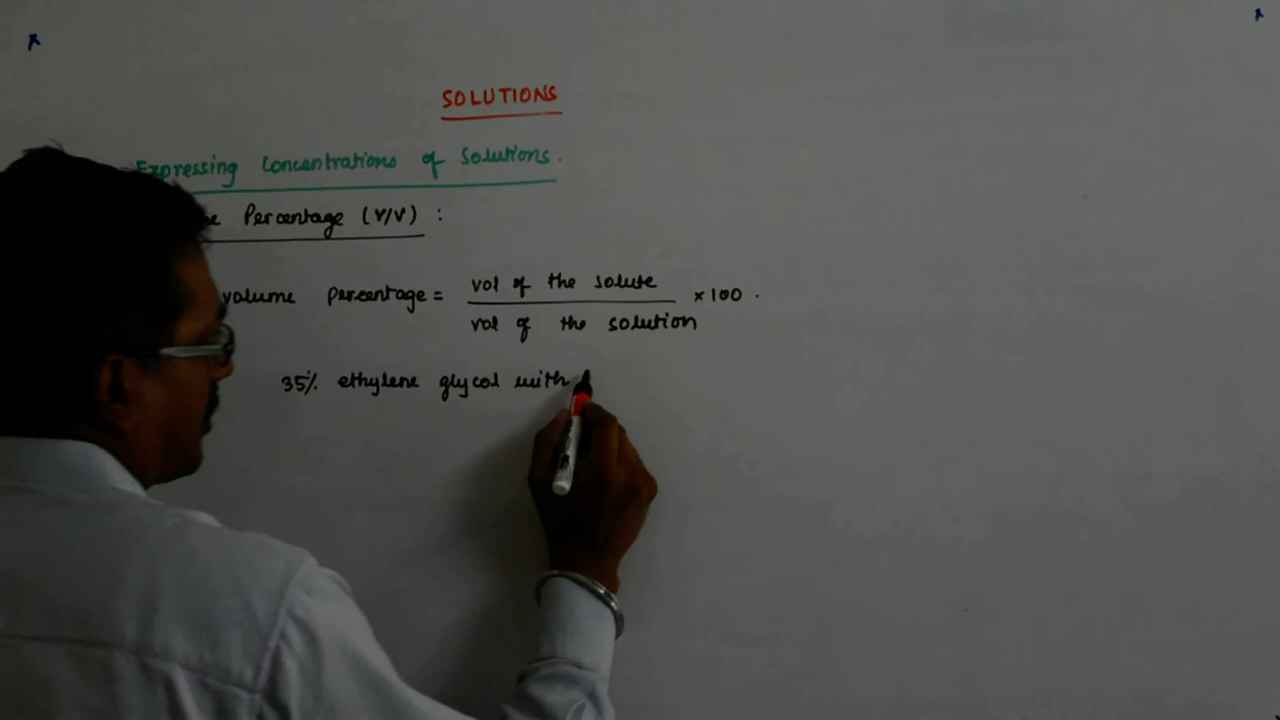 SOLUTIONS
Expressing Concentrations of Solutions.
Percentage (V/V) :
volume percentage = vol of the solute
vol of the solution
× 100 .
35% ethylene glycol with